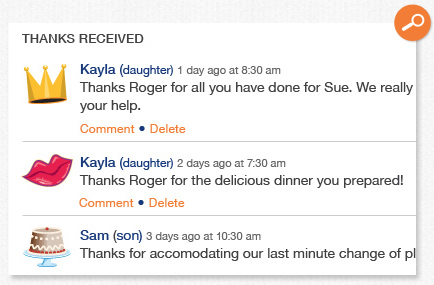 THANKS RECEIVED
Kayla (daughter) 1 day ago at 8:30 am
Thanks Roger for all you have done for Sue. We really
your help.
Comment • Delete
Kayla (daughter) 2 days ago at 7:30 am
Thanks Roger for the delicious dinner you prepared!
Comment • Delete
Sam (son) 3 days ago at 10:30 am
Thanks for accomodating our last minute change of